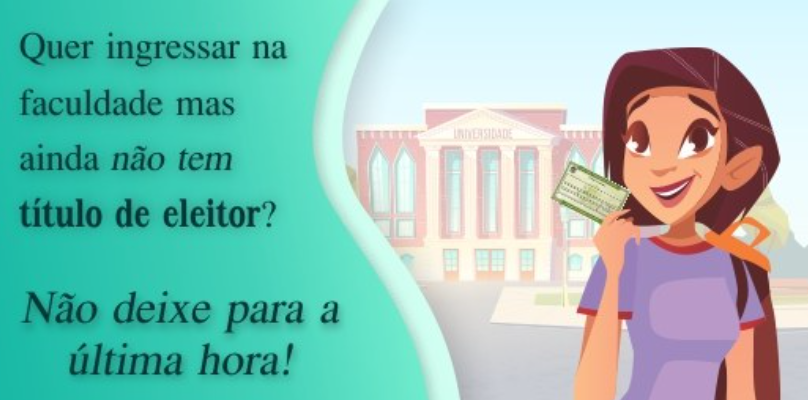 Quer ingressar na
faculdade mas
ainda não tem
título de eleitor?
Não deixe para a
última hora!
UNIVERSIDADE